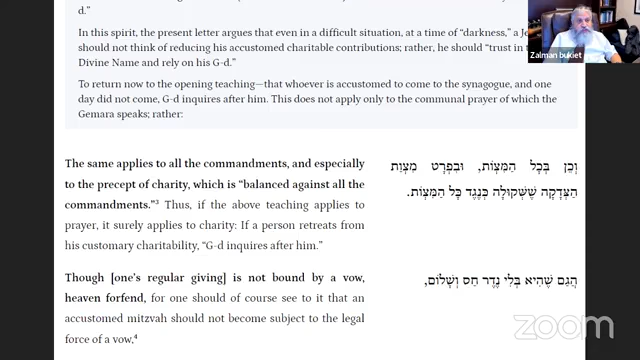 d."
In this spirit, the present letter argues that even in a difficult situation, at a time of "darkness," a Je
should not think of reducing his accustomed charitable contributions; rather, he should "trust in t
Divine Name and rely on his G-d."
To return now to the opening teaching—that whoever is accustomed to come to the synagogue, and one
day did not come, G-d inquires after him. This does not apply only to the communal prayer of which the
Gemara speaks; rather:
The same applies to all the commandments, and especially
to the precept of charity, which is "balanced against all the
commandments."³ Thus, if the above teaching applies to
prayer, it surely applies to charity: If a person retreats from
his customary charitability, "G-d inquires after him."
וְכֵן בְּכָל הַמִּצְוֹת, וּבִפְרָט מִצְוַת
הַצְּדָקָה שֶׁשְּׁקוּלָה כְּנֶגֶד כָּל הַמִּצְוֹת.
Though [one's regular giving] is not bound by a vow,
heaven forfend, for one should of course see to it that an
accustomed mitzvah should not become subject to the legal
force of a vow,⁴
הֲגַם שֶׁהִיא בְּלִי נֶדֶר חַס וְשָׁלוֹם,
Zalman bukiet
zoom